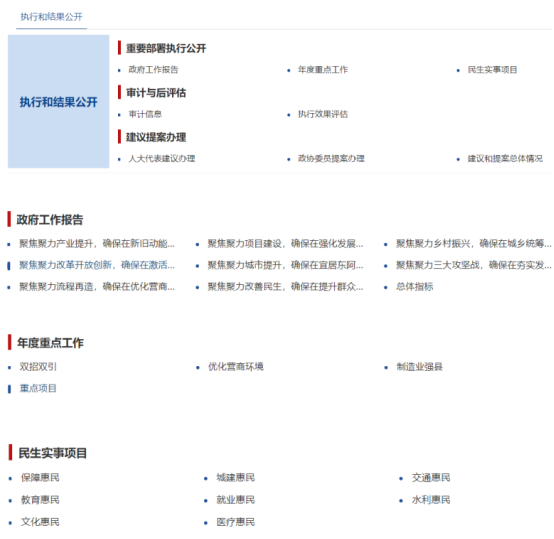 执行和结果公开
执行和结果公开
重要部署执行公开
政府工作报告 年度重点工作 民生实事项目
审计与后评估
审计信息 执行效果评估
建议提案办理
人大代表建议办理 政协委员提案办理 建议和提案总体情况
政府工作报告
聚焦聚力产业提升，确保在新旧动能... 聚焦聚力项目建设，确保在强化发展... 聚焦聚力乡村振兴，确保在城乡统筹...
聚焦聚力改革开放创新，确保在激活... 聚焦聚力城市提升，确保在宜居东阿... 聚焦聚力三大攻坚战，确保在夯实发...
聚焦聚力流程再造，确保在优化营商... 聚焦聚力改善民生，确保在提升群众... 总体指标
年度重点工作
双招双引 优化营商环境 制造业强县
重点项目
民生实事项目
保障惠民 城建惠民 交通惠民
教育惠民 就业惠民 水利惠民
文化惠民 医疗惠民